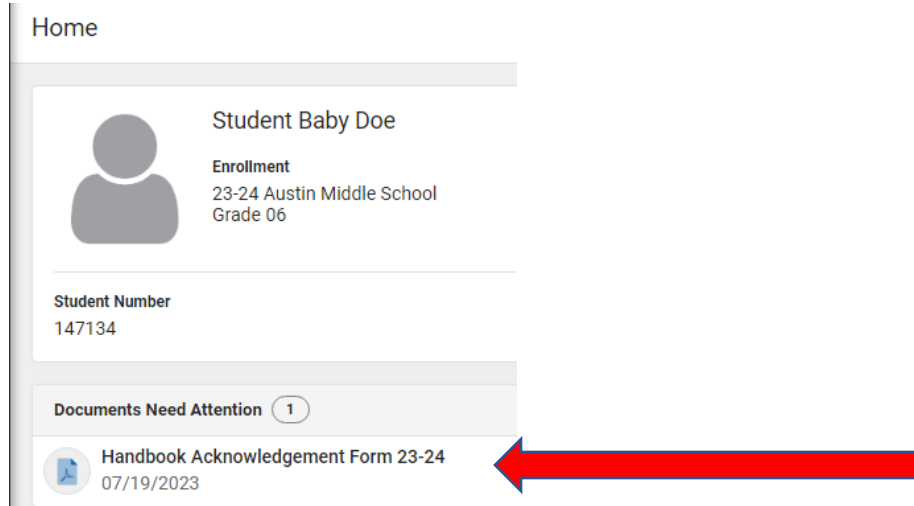 Home
Student Baby Doe
Enrollment
23-24 Austin Middle School
Grade 06
Student Number
147134
Documents Need Attention 1
Handbook Acknowledgement Form 23-24
07/19/2023